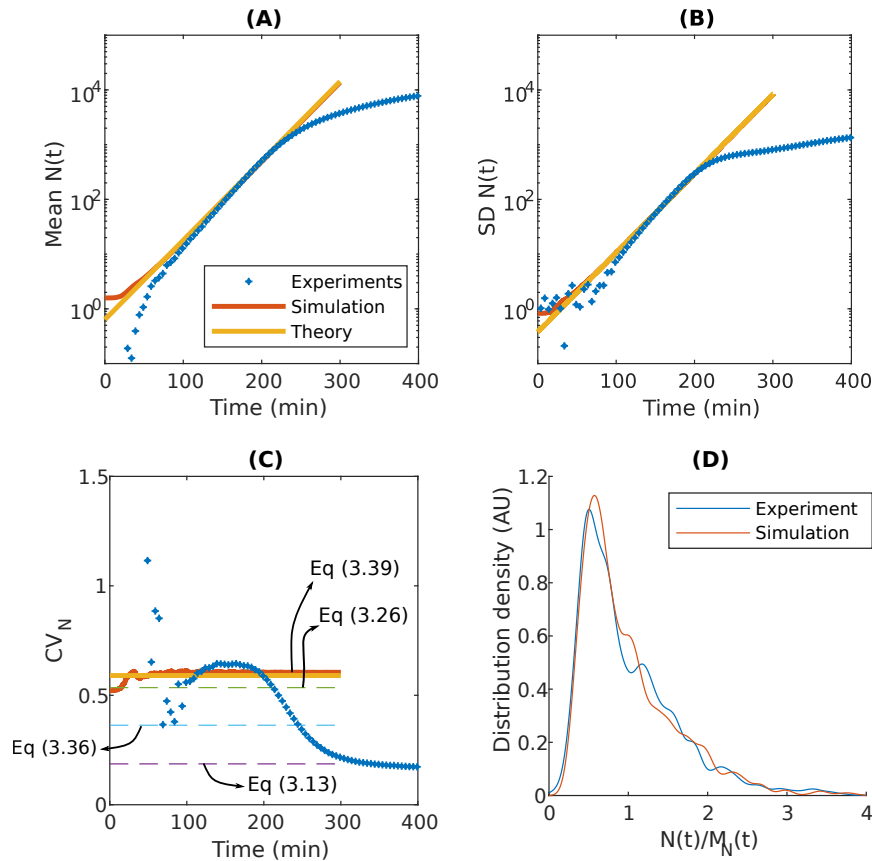 (A)
Mean N(t)
10^4
10^2
10^0
0
100
200
300
400
Time (min)
Experiments
Simulation
Theory
(B)
SD N(t)
10^4
10^2
10^0
0
100
200
300
400
Time (min)
(C)
CV_N
1.5
1
0.5
0
0
100
200
300
400
Time (min)
Eq (3.39)
Eq (3.26)
Eq (3.36)
Eq (3.13)
(D)
Distribution density (AU)
1.2
1
0.8
0.6
0.4
0.2
0
0
1
2
3
4
N(t)/M_N(t)
Experiment
Simulation